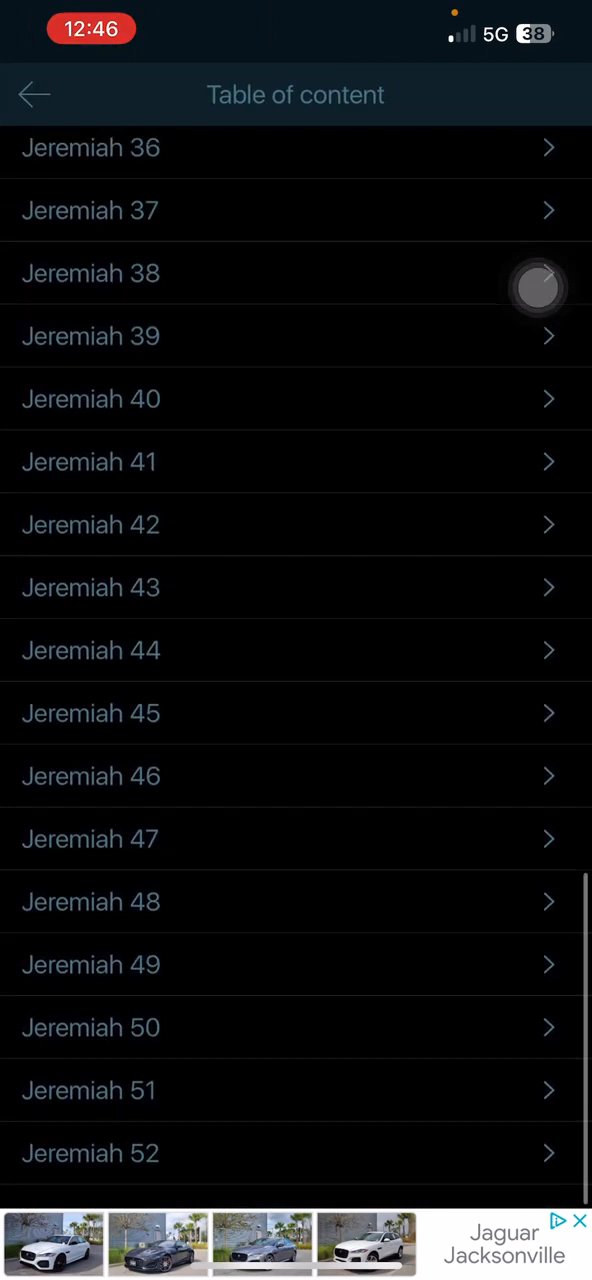 12:46
5G 38
Table of content
Jeremiah 36
Jeremiah 37
Jeremiah 38
Jeremiah 39
Jeremiah 40
Jeremiah 41
Jeremiah 42
Jeremiah 43
Jeremiah 44
Jeremiah 45
Jeremiah 46
Jeremiah 47
Jeremiah 48
Jeremiah 49
Jeremiah 50
Jeremiah 51
Jeremiah 52
Jaguar
Jacksonville